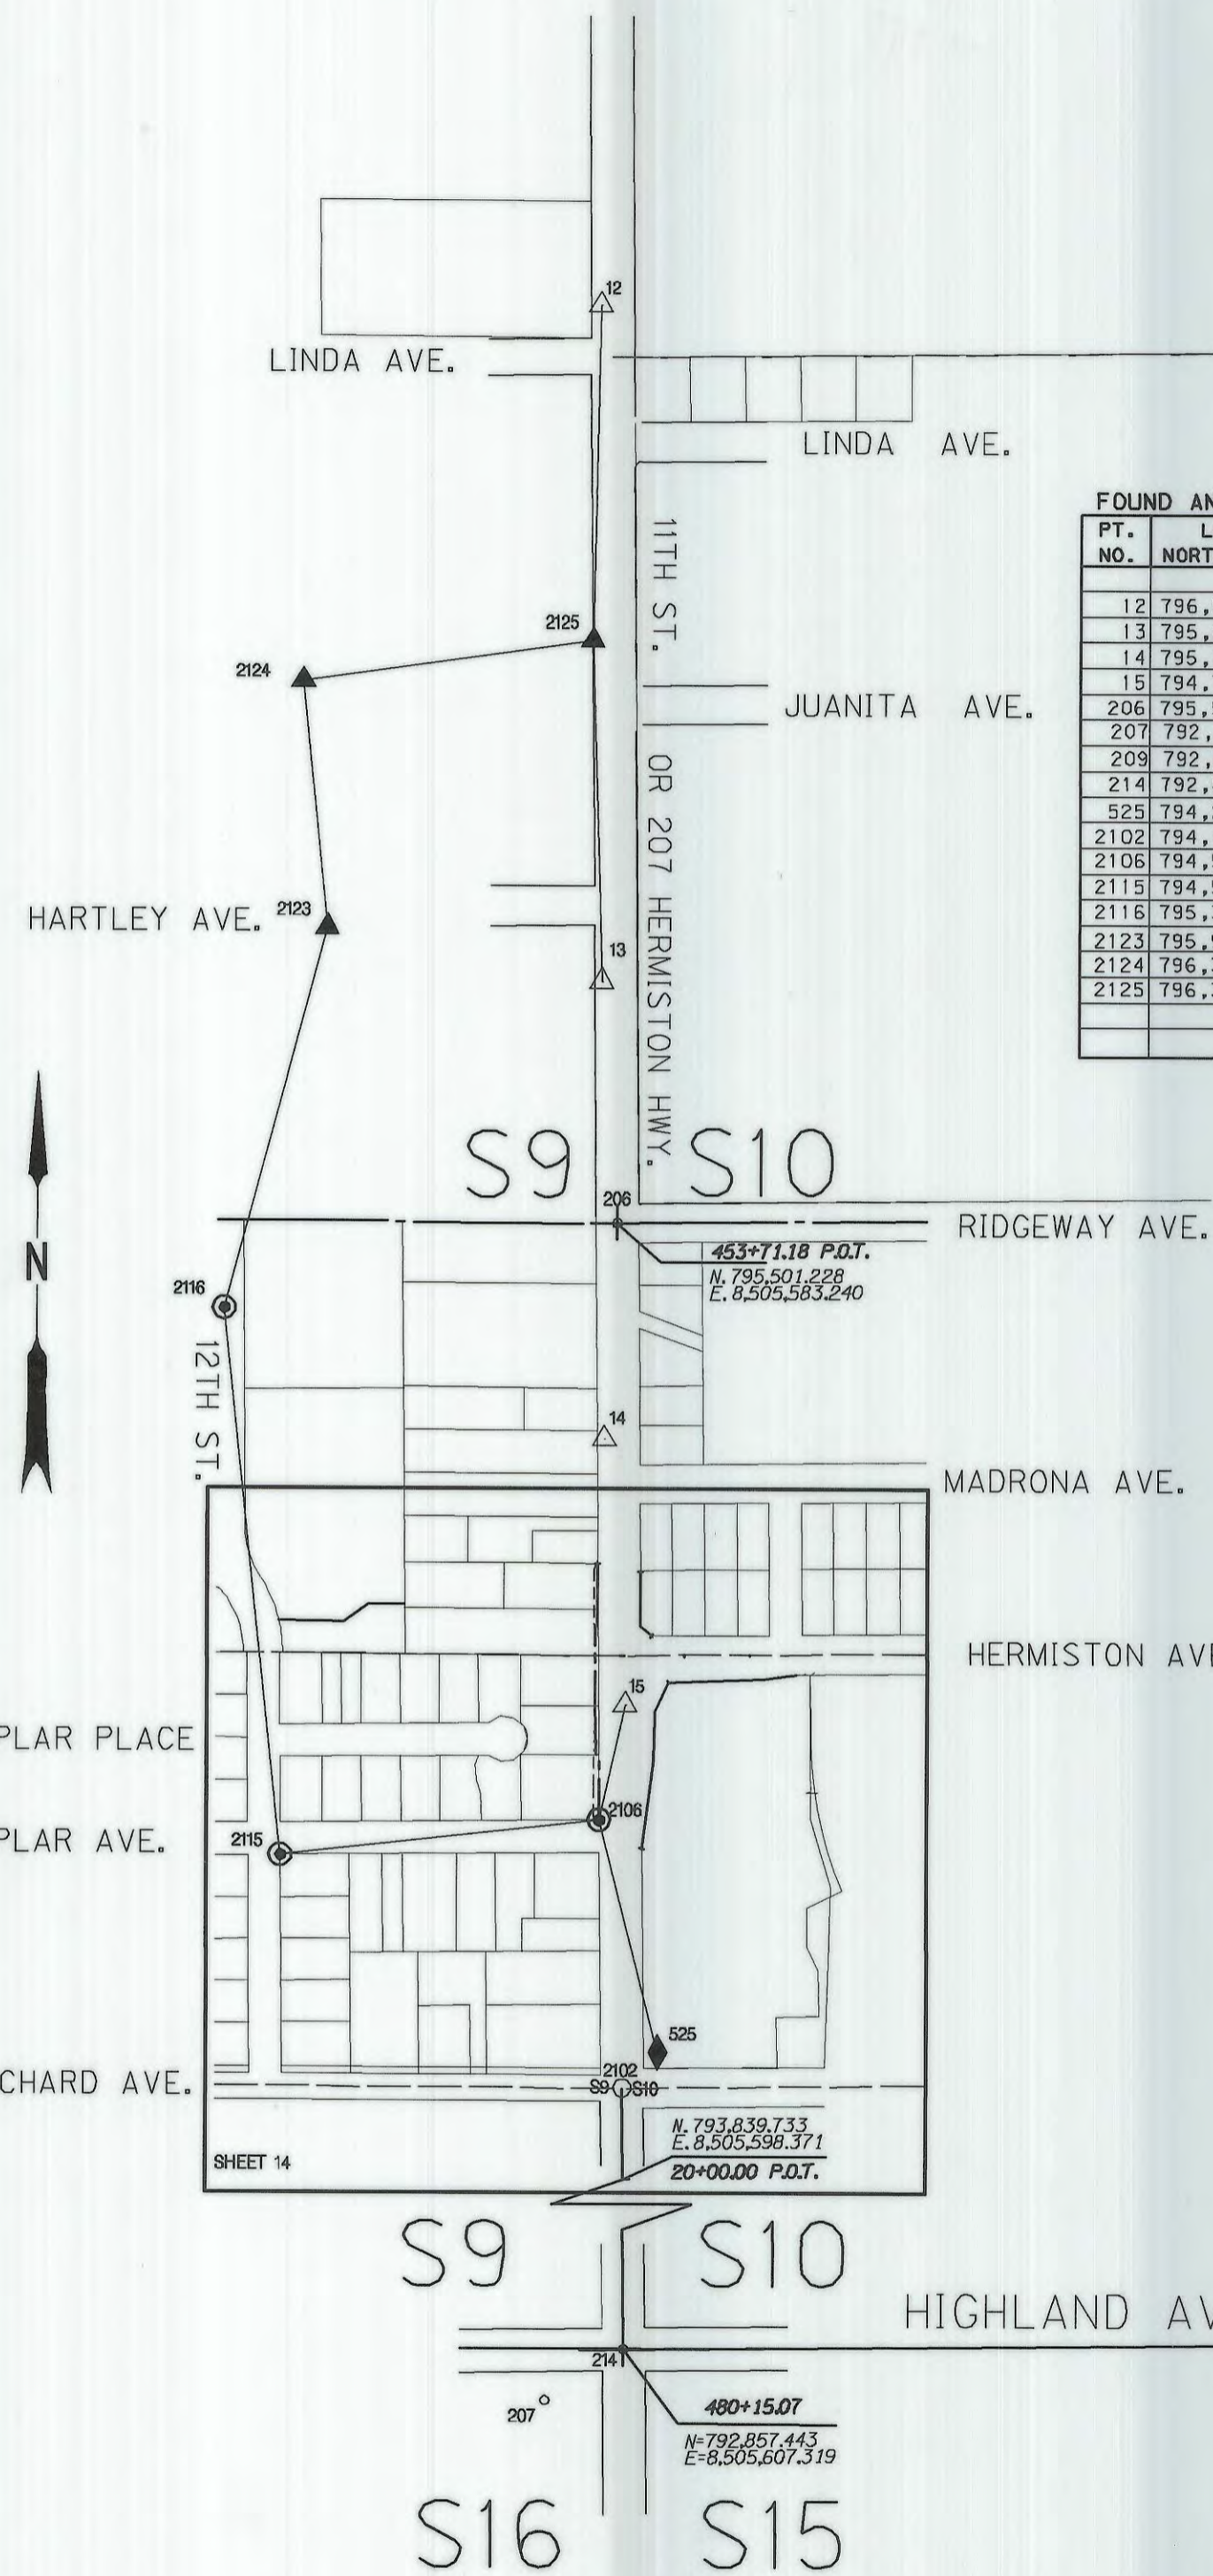 12
LINDA AVE.
LINDA AVE.
11TH ST.
FOUND AN
PT. NO.
L
NORT
12 796,
13 795,
14 795,
15 794,
206 795,
207 792,
209 792,
214 792,
525 794,
2102 794,
2106 794,
2115 794,
2116 795,
2123 795,
2124 796,
2125 796,
2125
2124
JUANITA AVE.
OR 207 HERMISTON HWY.
HARTLEY AVE.
2123
13
S9
S10
206
RIDGEWAY AVE.
453+71.18 P.O.T.
N. 795,501.228
E. 8,505,583.240
N
2116
12TH ST.
14
MADRONA AVE.
HERMISTON AVE
15
PLAR PLACE
2106
PLAR AVE.
2115
525
2102
CHARD AVE.
S9
S10
N. 793,839.733
E. 8,505,598.371
20+00.00 P.O.T.
SHEET 14
S9
S10
HIGHLAND AV
214
207
480+15.07
N=792,857.443
E=8,505,607.319
S16
S15